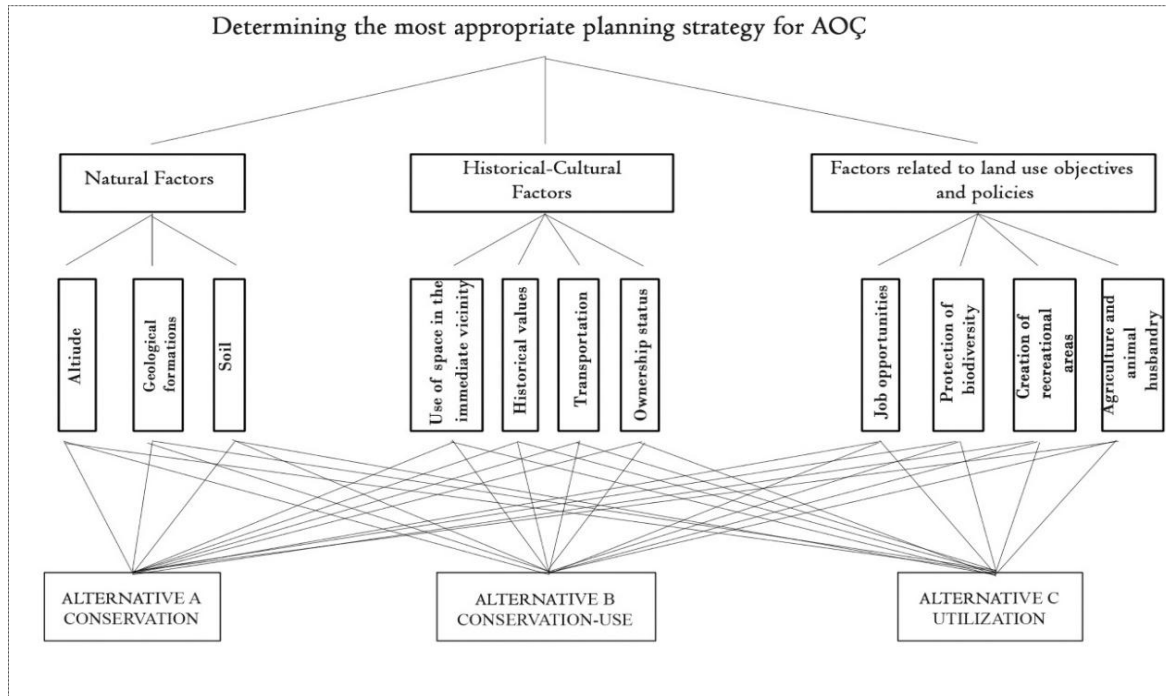 Determining the most appropriate planning strategy for AOÇ
Natural Factors
Historical-Cultural
Factors
Factors related to land use objectives
and policies
Altiude
Geological
formations
Soil
Use of space in the
immediate vicinity
Historical values
Transportation
Ownership status
Job opportunities
Protection of
biodiversity
Creation of
recreational
areas
Agriculture and
animal
husbandry
ALTERNATIVE A
CONSERVATION
ALTERNATIVE B
CONSERVATION-USE
ALTERNATIVE C
UTILIZATION